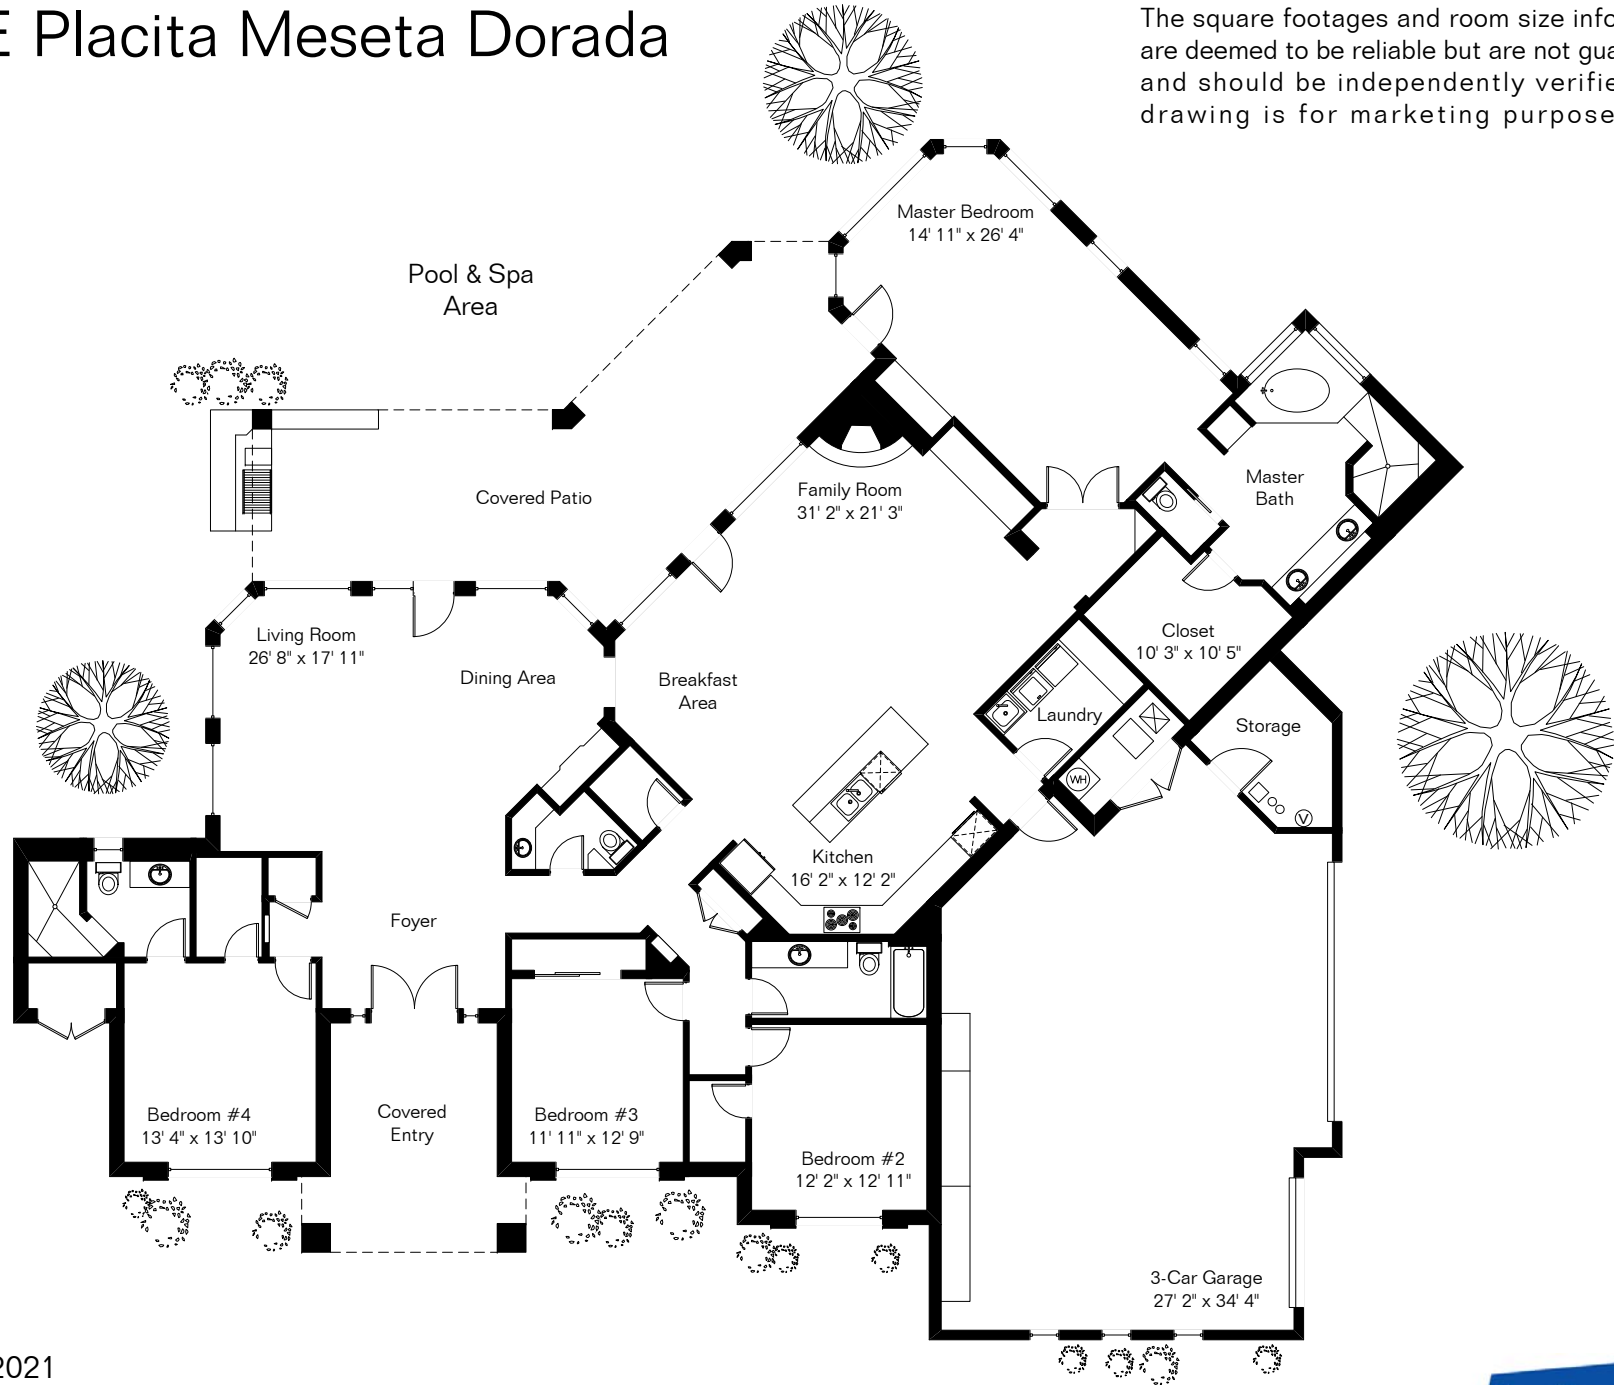 E Placita Meseta Dorada
The square footages and room size info
are deemed to be reliable but are not gua
and should be independently verifie
drawing is for marketing purpose
Master Bedroom
14' 11" x 26' 4"
Pool & Spa
Area
Covered Patio
Family Room
31' 2" x 21' 3"
Master
Bath
Living Room
26' 8" x 17' 11"
Dining Area
Breakfast
Area
Closet
10' 3" x 10' 5"
Laundry
Storage
WH
V
Kitchen
16' 2" x 12' 2"
Foyer
Bedroom #4
13' 4" x 13' 10"
Covered
Entry
Bedroom #3
11' 11" x 12' 9"
Bedroom #2
12' 2" x 12' 11"
3-Car Garage
27' 2" x 34' 4"
2021